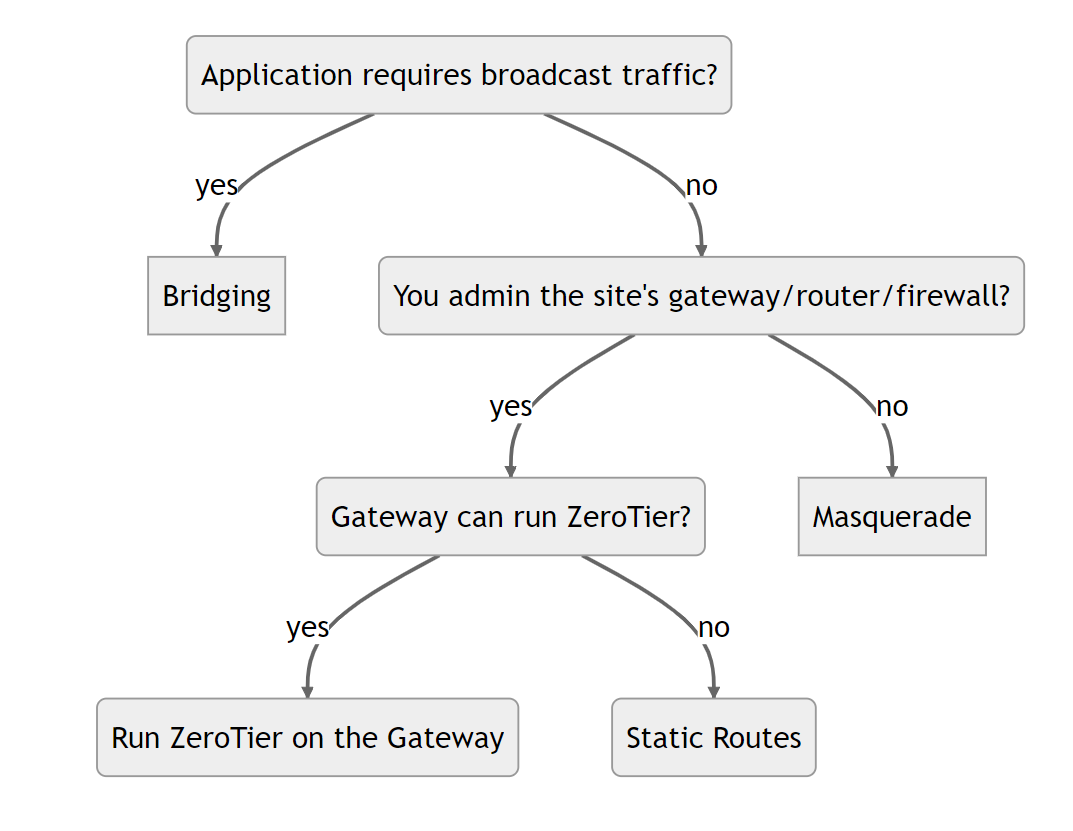 Application requires broadcast traffic?
yes
no
Bridging
You admin the site's gateway/router/firewall?
yes
no
Gateway can run ZeroTier?
Masquerade
yes
no
Run ZeroTier on the Gateway
Static Routes